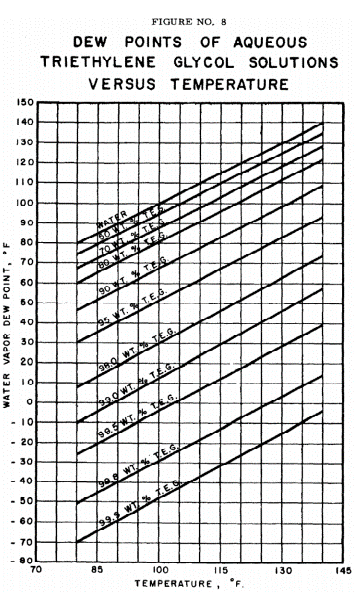 FIGURE NO. 8
DEW POINTS OF AQUEOUS
TRIETHYLENE GLYCOL SOLUTIONS
VERSUS TEMPERATURE
WATER VAPOR DEW POINT, °F
150
140
130
120
110
100
90
80
70
60
50
40
30
20
10
0
-10
-20
-30
-40
-50
-60
-70
-80
WATER
50 WT. % T.E.G.
70 WT. % T.E.G.
80 WT. % T.E.G.
90 WT. % T.E.G.
95 WT. % T.E.G.
98.0 WT. % T.E.G.
99.0 WT. % T.E.G.
99.5 WT. % T.E.G.
99.8 WT. % T.E.G.
99.9 WT. % T.E.G.
70 85 100 115 130 145
TEMPERATURE, °F.